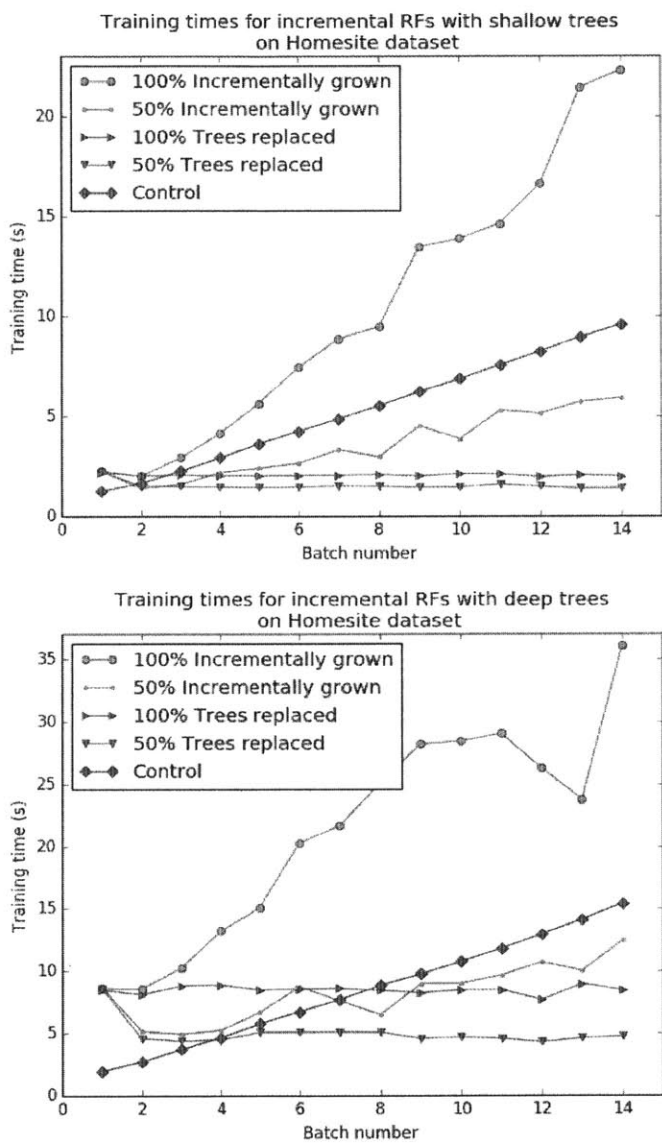 Training times for incremental RFs with shallow trees
on Homesite dataset
100% Incrementally grown
50% Incrementally grown
100% Trees replaced
50% Trees replaced
Control
Training time (s)
20
15
10
5
0
0 2 4 6 8 10 12 14
Batch number
Training times for incremental RFs with deep trees
on Homesite dataset
100% Incrementally grown
50% Incrementally grown
100% Trees replaced
50% Trees replaced
Control
Training time (s)
35
30
25
20
15
10
5
0
0 2 4 6 8 10 12 14
Batch number